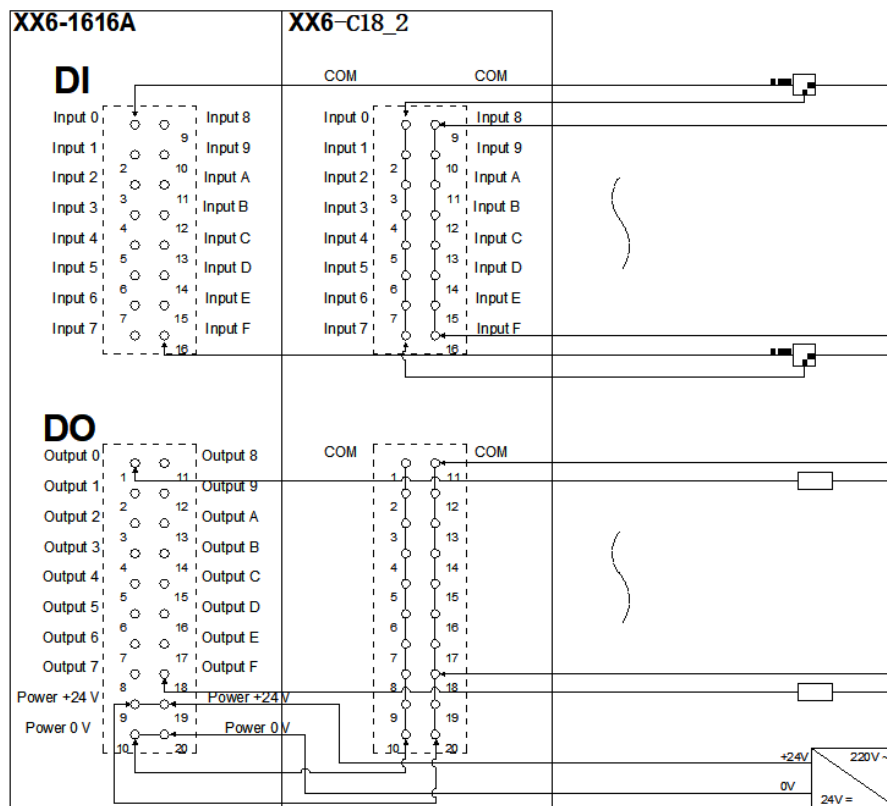 XX6-1616A XX6-C18_2
COM COM
DI
Input 0 Input 8 Input 0 Input 8
9 9
Input 1 Input 9 Input 1 Input 9
2 10 2 10
Input 2 Input A Input 2 Input A
3 11 3 11
Input 3 Input B Input 3 Input B
4 12 4 12
Input 4 Input C Input 4 Input C
5 13 5 13
Input 5 Input D Input 5 Input D
6 14 6 14
Input 6 Input E Input 6 Input E
7 15 7 15
Input 7 Input F Input 7 Input F
16 16
DO
Output 0 Output 8 COM COM
1 11 1 11
Output 1 Output 9
2 12 2 12
Output 2 Output A
3 13 3 13
Output 3 Output B
4 14 4 14
Output 4 Output C
5 15 5 15
Output 5 Output D
6 16 6 16
Output 6 Output E
7 17 7 17
Output 7 Output F
8 18 8 18
Power +24 V Power +24 V
9 19 9 19
Power 0 V Power 0 V
10 20 10 20
+24V 220V ~
0V
24V =